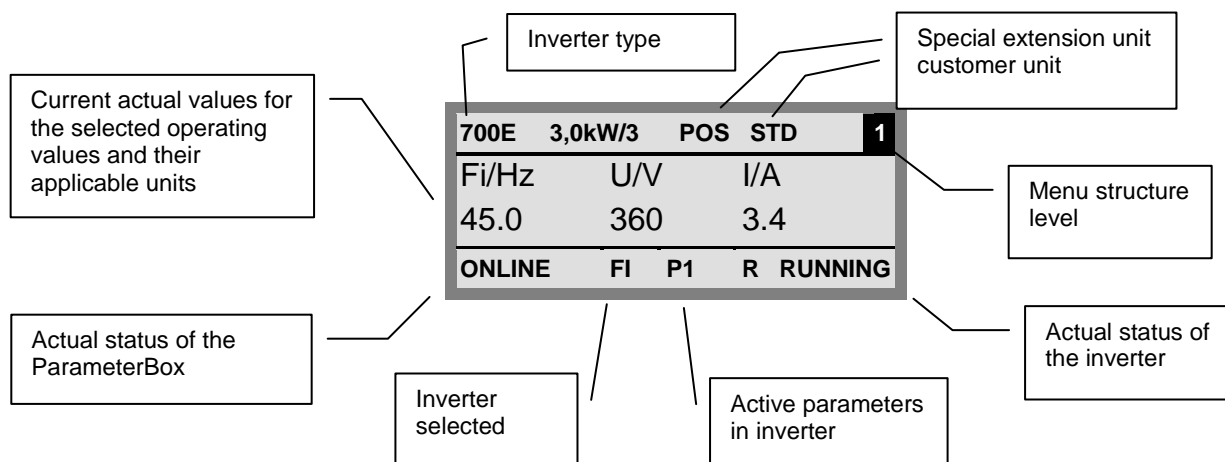 Inverter type
Special extension unit
customer unit
Current actual values for
the selected operating
values and their
applicable units
700E 3,0kW/3 POS STD 1
Fi/Hz U/V I/A
45.0 360 3.4
ONLINE FI P1 R RUNNING
Menu structure
level
Actual status of the
ParameterBox
Actual status of
the inverter
Inverter
selected
Active parameters
in inverter